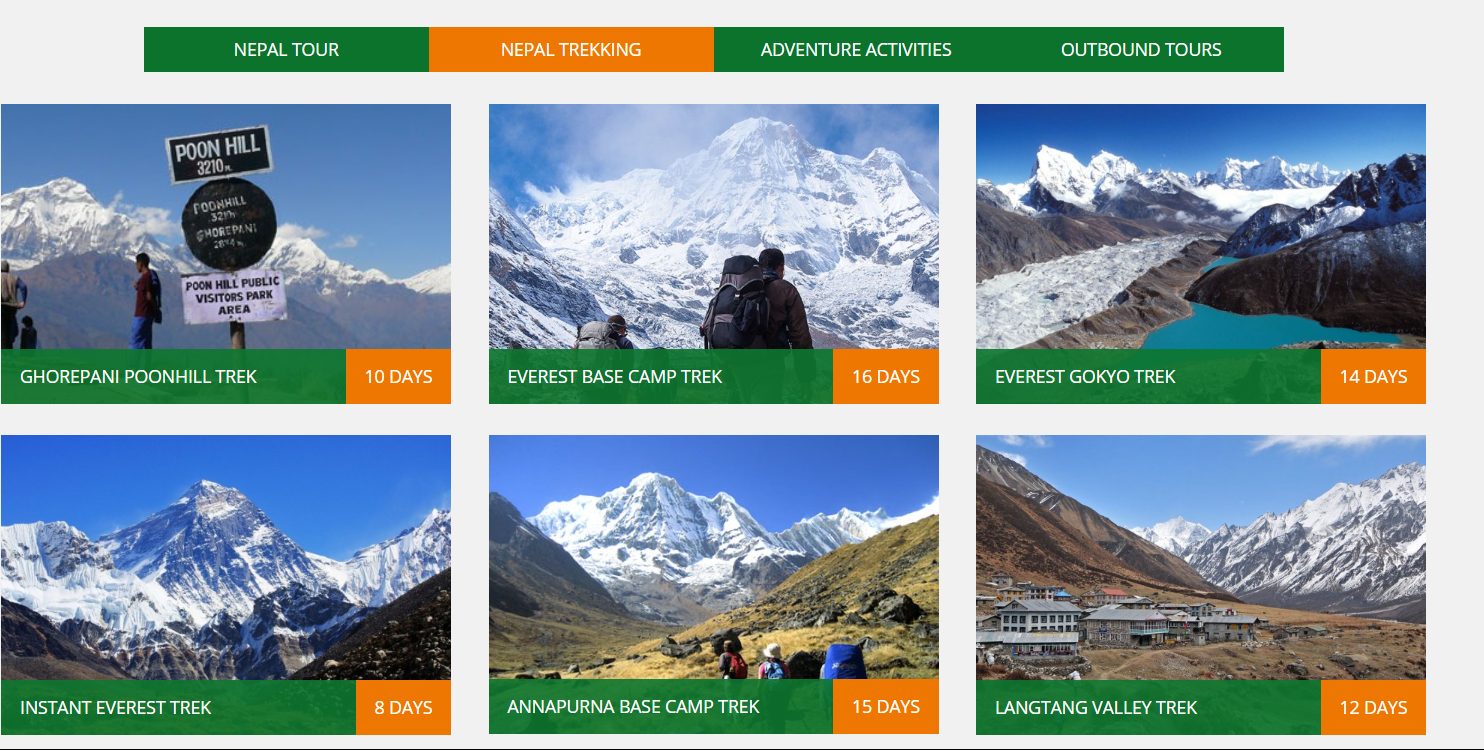 NEPAL TOUR
NEPAL TREKKING
ADVENTURE ACTIVITIES
OUTBOUND TOURS
POON HILL
3210 M.
POONHILL
3210m
GHOREPANI
2874 m
POON HILL PUBLIC
VISITORS PARK
AREA
GHOREPANI POONHILL TREK
10 DAYS
EVEREST BASE CAMP TREK
16 DAYS
EVEREST GOKYO TREK
14 DAYS
INSTANT EVEREST TREK
8 DAYS
ANNAPURNA BASE CAMP TREK
15 DAYS
LANGTANG VALLEY TREK
12 DAYS